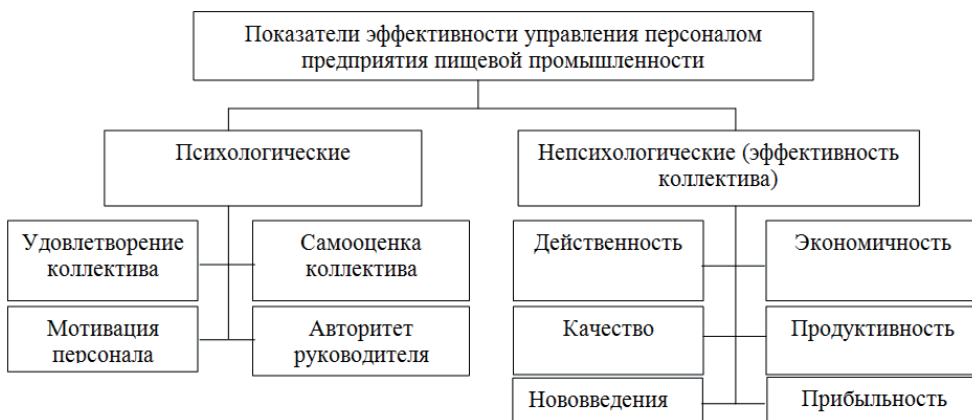 Показатели эффективности управления персоналом
предприятия пищевой промышленности
Психологические
Непсихологические (эффективность
коллектива)
Удовлетворение
коллектива
Самооценка
коллектива
Действенность
Экономичность
Мотивация
персонала
Авторитет
руководителя
Качество
Продуктивность
Нововведения
Прибыльность